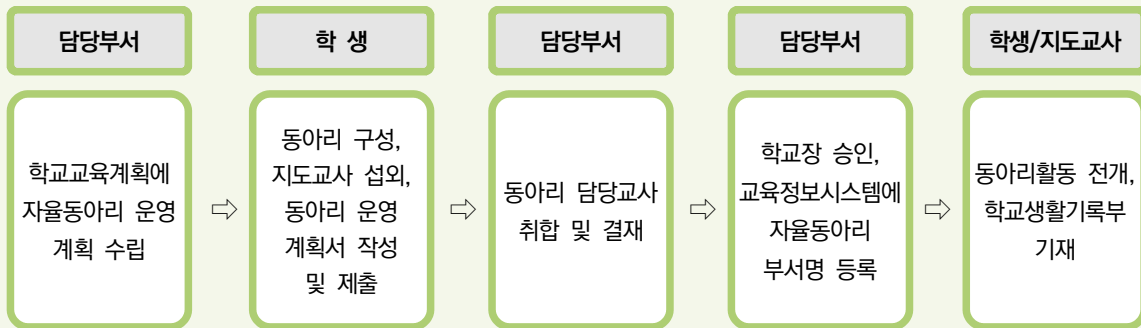 담당부서
학 생
담당부서
담당부서
학생/지도교사
학교교육계획에
자율동아리 운영
계획 수립
⇨
동아리 구성,
지도교사 섭외,
동아리 운영
계획서 작성
및 제출
⇨
동아리 담당교사
취합 및 결재
⇨
학교장 승인,
교육정보시스템에
자율동아리
부서명 등록
⇨
동아리활동 전개,
학교생활기록부
기재